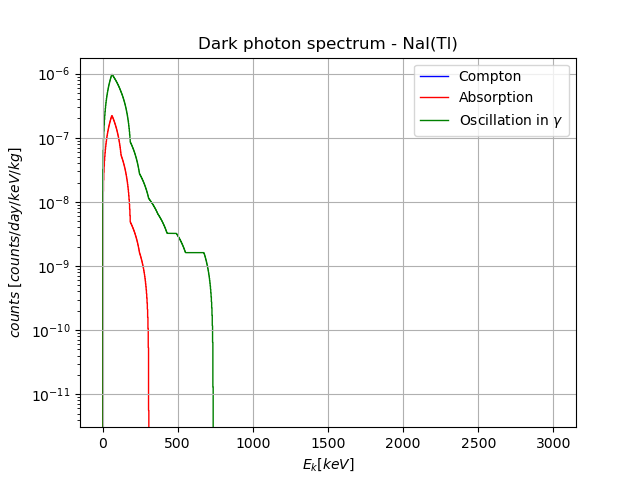 Dark photon spectrum - NaI(Tl)
Compton
Absorption
Oscillation in γ
counts [counts/day/keV/kg]
10⁻⁶
10⁻⁷
10⁻⁸
10⁻⁹
10⁻¹⁰
10⁻¹¹
0 500 1000 1500 2000 2500 3000
Eₖ[keV]